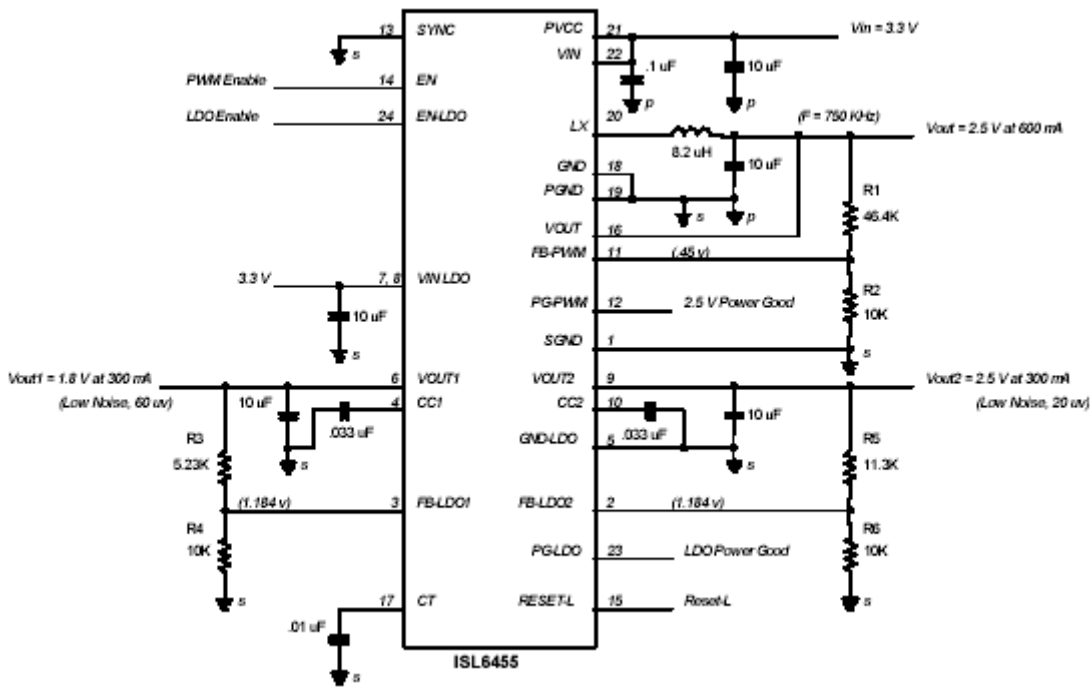 13 SYNC
PVCC 21
Vin = 3.3 V
VIN 22
s
.1 uF
10 uF
PWM Enable 14 EN
p
p
LDO Enable 24 EN-LDO
20
LX
(F = 750 KHz)
Vout = 2.5 V at 600 mA
8.2 uH
GND 18
10 uF
PGND 19
R1
46.4K
s
p
VOUT 16
FB-PWM 11 (.45 v)
3.3 V 7, 8 VIN LDO
R2
10K
PG-PWM 12 2.5 V Power Good
10 uF
SGND 1
s
s
Vout1 = 1.8 V at 300 mA 6 VOUT1
VOUT2 9 Vout2 = 2.5 V at 300 mA
(Low Noise, 60 uv)
10 uF
4 CC1
CC2 10
10 uF
(Low Noise, 20 uv)
.033 uF
.033 uF
GND-LDO 5
R3
5.23K
s
s
R5
11.3K
(1.184 v) 3 FB-LDO1
FB-LDO2 2 (1.184 v)
R4
10K
R6
10K
PG-LDO 23 LDO Power Good
s
17 CT
RESET-L 15 Reset-L
s
.01 uF
s
ISL6455